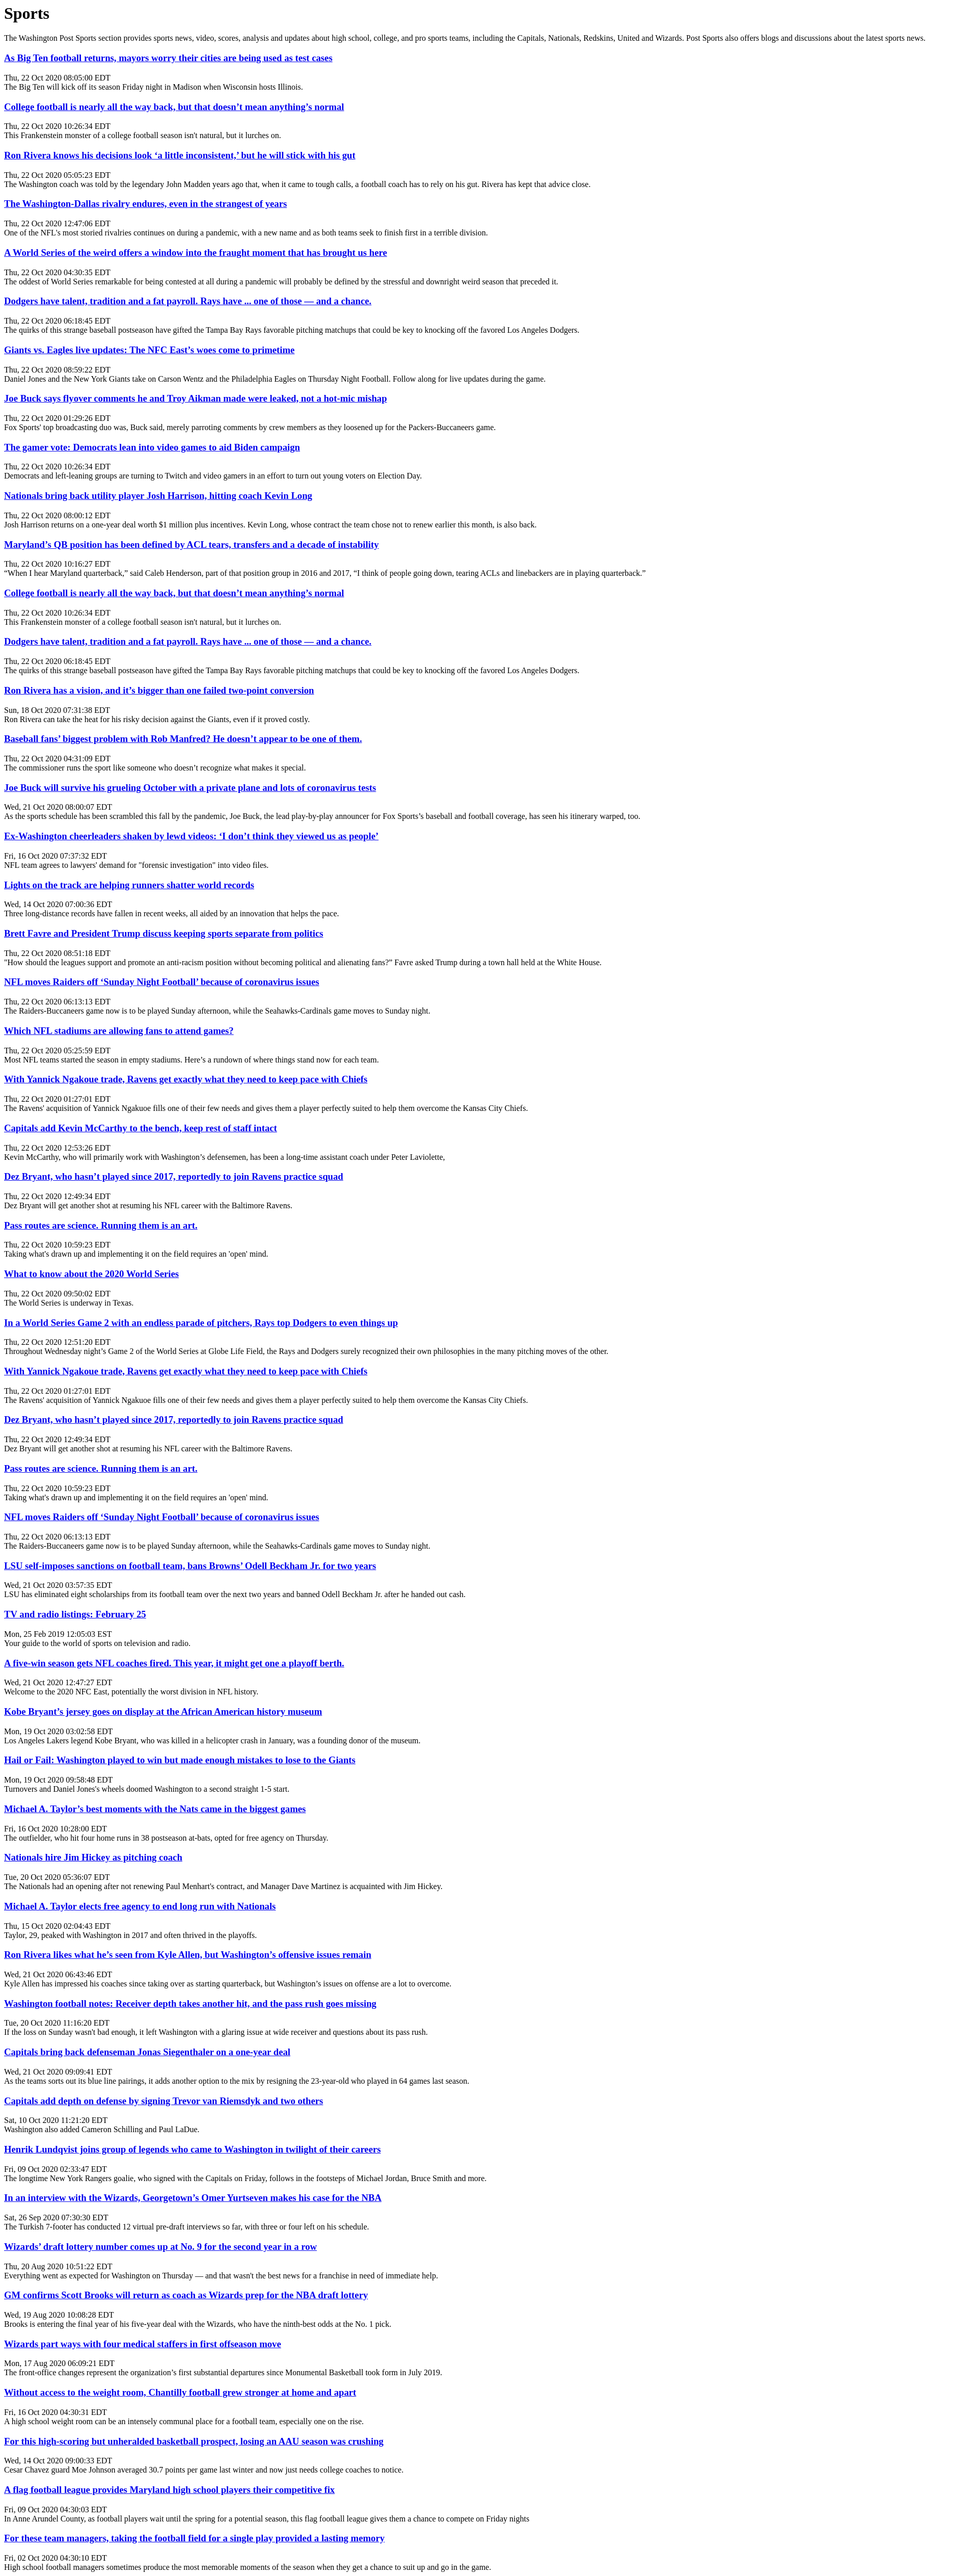 Sports
The Washington Post Sports section provides sports news, video, scores, analysis and updates about high school, college, and pro sports teams, including the Capitals, Nationals, Redskins, United and Wizards. Post Sports also offers blogs and discussions about the latest sports news.
As Big Ten football returns, mayors worry their cities are being used as test cases
Thu, 22 Oct 2020 08:05:00 EDT
The Big Ten will kick off its season Friday night in Madison when Wisconsin hosts Illinois.
College football is nearly all the way back, but that doesn’t mean anything’s normal
Thu, 22 Oct 2020 10:26:34 EDT
This Frankenstein monster of a college football season isn't natural, but it lurches on.
Ron Rivera knows his decisions look ‘a little inconsistent,’ but he will stick with his gut
Thu, 22 Oct 2020 05:05:23 EDT
The Washington coach was told by the legendary John Madden years ago that, when it came to tough calls, a football coach has to rely on his gut. Rivera has kept that advice close.
The Washington-Dallas rivalry endures, even in the strangest of years
Thu, 22 Oct 2020 12:47:06 EDT
One of the NFL's most storied rivalries continues on during a pandemic, with a new name and as both teams seek to finish first in a terrible division.
A World Series of the weird offers a window into the fraught moment that has brought us here
Thu, 22 Oct 2020 04:30:35 EDT
The oddest of World Series remarkable for being contested at all during a pandemic will probably be defined by the stressful and downright weird season that preceded it.
Dodgers have talent, tradition and a fat payroll. Rays have ... one of those — and a chance.
Thu, 22 Oct 2020 06:18:45 EDT
The quirks of this strange baseball postseason have gifted the Tampa Bay Rays favorable pitching matchups that could be key to knocking off the favored Los Angeles Dodgers.
Giants vs. Eagles live updates: The NFC East’s woes come to primetime
Thu, 22 Oct 2020 08:59:22 EDT
Daniel Jones and the New York Giants take on Carson Wentz and the Philadelphia Eagles on Thursday Night Football. Follow along for live updates during the game.
Joe Buck says flyover comments he and Troy Aikman made were leaked, not a hot-mic mishap
Thu, 22 Oct 2020 01:29:26 EDT
Fox Sports' top broadcasting duo was, Buck said, merely parroting comments by crew members as they loosened up for the Packers-Buccaneers game.
The gamer vote: Democrats lean into video games to aid Biden campaign
Thu, 22 Oct 2020 10:26:34 EDT
Democrats and left-leaning groups are turning to Twitch and video gamers in an effort to turn out young voters on Election Day.
Nationals bring back utility player Josh Harrison, hitting coach Kevin Long
Thu, 22 Oct 2020 08:00:12 EDT
Josh Harrison returns on a one-year deal worth $1 million plus incentives. Kevin Long, whose contract the team chose not to renew earlier this month, is also back.
Maryland’s QB position has been defined by ACL tears, transfers and a decade of instability
Thu, 22 Oct 2020 10:16:27 EDT
“When I hear Maryland quarterback,” said Caleb Henderson, part of that position group in 2016 and 2017, “I think of people going down, tearing ACLs and linebackers are in playing quarterback.”
College football is nearly all the way back, but that doesn’t mean anything’s normal
Thu, 22 Oct 2020 10:26:34 EDT
This Frankenstein monster of a college football season isn't natural, but it lurches on.
Dodgers have talent, tradition and a fat payroll. Rays have ... one of those — and a chance.
Thu, 22 Oct 2020 06:18:45 EDT
The quirks of this strange baseball postseason have gifted the Tampa Bay Rays favorable pitching matchups that could be key to knocking off the favored Los Angeles Dodgers.
Ron Rivera has a vision, and it’s bigger than one failed two-point conversion
Sun, 18 Oct 2020 07:31:38 EDT
Ron Rivera can take the heat for his risky decision against the Giants, even if it proved costly.
Baseball fans’ biggest problem with Rob Manfred? He doesn’t appear to be one of them.
Thu, 22 Oct 2020 04:31:09 EDT
The commissioner runs the sport like someone who doesn’t recognize what makes it special.
Joe Buck will survive his grueling October with a private plane and lots of coronavirus tests
Wed, 21 Oct 2020 08:00:07 EDT
As the sports schedule has been scrambled this fall by the pandemic, Joe Buck, the lead play-by-play announcer for Fox Sports’s baseball and football coverage, has seen his itinerary warped, too.
Ex-Washington cheerleaders shaken by lewd videos: ‘I don’t think they viewed us as people’
Fri, 16 Oct 2020 07:37:32 EDT
NFL team agrees to lawyers' demand for "forensic investigation" into video files.
Lights on the track are helping runners shatter world records
Wed, 14 Oct 2020 07:00:36 EDT
Three long-distance records have fallen in recent weeks, all aided by an innovation that helps the pace.
Brett Favre and President Trump discuss keeping sports separate from politics
Thu, 22 Oct 2020 08:51:18 EDT
"How should the leagues support and promote an anti-racism position without becoming political and alienating fans?" Favre asked Trump during a town hall held at the White House.
NFL moves Raiders off ‘Sunday Night Football’ because of coronavirus issues
Thu, 22 Oct 2020 06:13:13 EDT
The Raiders-Buccaneers game now is to be played Sunday afternoon, while the Seahawks-Cardinals game moves to Sunday night.
Which NFL stadiums are allowing fans to attend games?
Thu, 22 Oct 2020 05:25:59 EDT
Most NFL teams started the season in empty stadiums. Here’s a rundown of where things stand now for each team.
With Yannick Ngakoue trade, Ravens get exactly what they need to keep pace with Chiefs
Thu, 22 Oct 2020 01:27:01 EDT
The Ravens' acquisition of Yannick Ngakuoe fills one of their few needs and gives them a player perfectly suited to help them overcome the Kansas City Chiefs.
Capitals add Kevin McCarthy to the bench, keep rest of staff intact
Thu, 22 Oct 2020 12:53:26 EDT
Kevin McCarthy, who will primarily work with Washington’s defensemen, has been a long-time assistant coach under Peter Laviolette,
Dez Bryant, who hasn’t played since 2017, reportedly to join Ravens practice squad
Thu, 22 Oct 2020 12:49:34 EDT
Dez Bryant will get another shot at resuming his NFL career with the Baltimore Ravens.
Pass routes are science. Running them is an art.
Thu, 22 Oct 2020 10:59:23 EDT
Taking what's drawn up and implementing it on the field requires an 'open' mind.
What to know about the 2020 World Series
Thu, 22 Oct 2020 09:50:02 EDT
The World Series is underway in Texas.
In a World Series Game 2 with an endless parade of pitchers, Rays top Dodgers to even things up
Thu, 22 Oct 2020 12:51:20 EDT
Throughout Wednesday night’s Game 2 of the World Series at Globe Life Field, the Rays and Dodgers surely recognized their own philosophies in the many pitching moves of the other.
With Yannick Ngakoue trade, Ravens get exactly what they need to keep pace with Chiefs
Thu, 22 Oct 2020 01:27:01 EDT
The Ravens' acquisition of Yannick Ngakuoe fills one of their few needs and gives them a player perfectly suited to help them overcome the Kansas City Chiefs.
Dez Bryant, who hasn’t played since 2017, reportedly to join Ravens practice squad
Thu, 22 Oct 2020 12:49:34 EDT
Dez Bryant will get another shot at resuming his NFL career with the Baltimore Ravens.
Pass routes are science. Running them is an art.
Thu, 22 Oct 2020 10:59:23 EDT
Taking what's drawn up and implementing it on the field requires an 'open' mind.
NFL moves Raiders off ‘Sunday Night Football’ because of coronavirus issues
Thu, 22 Oct 2020 06:13:13 EDT
The Raiders-Buccaneers game now is to be played Sunday afternoon, while the Seahawks-Cardinals game moves to Sunday night.
LSU self-imposes sanctions on football team, bans Browns’ Odell Beckham Jr. for two years
Wed, 21 Oct 2020 03:57:35 EDT
LSU has eliminated eight scholarships from its football team over the next two years and banned Odell Beckham Jr. after he handed out cash.
TV and radio listings: February 25
Mon, 25 Feb 2019 12:05:03 EST
Your guide to the world of sports on television and radio.
A five-win season gets NFL coaches fired. This year, it might get one a playoff berth.
Wed, 21 Oct 2020 12:47:27 EDT
Welcome to the 2020 NFC East, potentially the worst division in NFL history.
Kobe Bryant’s jersey goes on display at the African American history museum
Mon, 19 Oct 2020 03:02:58 EDT
Los Angeles Lakers legend Kobe Bryant, who was killed in a helicopter crash in January, was a founding donor of the museum.
Hail or Fail: Washington played to win but made enough mistakes to lose to the Giants
Mon, 19 Oct 2020 09:58:48 EDT
Turnovers and Daniel Jones's wheels doomed Washington to a second straight 1-5 start.
Michael A. Taylor’s best moments with the Nats came in the biggest games
Fri, 16 Oct 2020 10:28:00 EDT
The outfielder, who hit four home runs in 38 postseason at-bats, opted for free agency on Thursday.
Nationals hire Jim Hickey as pitching coach
Tue, 20 Oct 2020 05:36:07 EDT
The Nationals had an opening after not renewing Paul Menhart's contract, and Manager Dave Martinez is acquainted with Jim Hickey.
Michael A. Taylor elects free agency to end long run with Nationals
Thu, 15 Oct 2020 02:04:43 EDT
Taylor, 29, peaked with Washington in 2017 and often thrived in the playoffs.
Ron Rivera likes what he’s seen from Kyle Allen, but Washington’s offensive issues remain
Wed, 21 Oct 2020 06:43:46 EDT
Kyle Allen has impressed his coaches since taking over as starting quarterback, but Washington’s issues on offense are a lot to overcome.
Washington football notes: Receiver depth takes another hit, and the pass rush goes missing
Tue, 20 Oct 2020 11:16:20 EDT
If the loss on Sunday wasn't bad enough, it left Washington with a glaring issue at wide receiver and questions about its pass rush.
Capitals bring back defenseman Jonas Siegenthaler on a one-year deal
Wed, 21 Oct 2020 09:09:41 EDT
As the teams sorts out its blue line pairings, it adds another option to the mix by resigning the 23-year-old who played in 64 games last season.
Capitals add depth on defense by signing Trevor van Riemsdyk and two others
Sat, 10 Oct 2020 11:21:20 EDT
Washington also added Cameron Schilling and Paul LaDue.
Henrik Lundqvist joins group of legends who came to Washington in twilight of their careers
Fri, 09 Oct 2020 02:33:47 EDT
The longtime New York Rangers goalie, who signed with the Capitals on Friday, follows in the footsteps of Michael Jordan, Bruce Smith and more.
In an interview with the Wizards, Georgetown’s Omer Yurtseven makes his case for the NBA
Sat, 26 Sep 2020 07:30:30 EDT
The Turkish 7-footer has conducted 12 virtual pre-draft interviews so far, with three or four left on his schedule.
Wizards’ draft lottery number comes up at No. 9 for the second year in a row
Thu, 20 Aug 2020 10:51:22 EDT
Everything went as expected for Washington on Thursday — and that wasn't the best news for a franchise in need of immediate help.
GM confirms Scott Brooks will return as coach as Wizards prep for the NBA draft lottery
Wed, 19 Aug 2020 10:08:28 EDT
Brooks is entering the final year of his five-year deal with the Wizards, who have the ninth-best odds at the No. 1 pick.
Wizards part ways with four medical staffers in first offseason move
Mon, 17 Aug 2020 06:09:21 EDT
The front-office changes represent the organization’s first substantial departures since Monumental Basketball took form in July 2019.
Without access to the weight room, Chantilly football grew stronger at home and apart
Fri, 16 Oct 2020 04:30:31 EDT
A high school weight room can be an intensely communal place for a football team, especially one on the rise.
For this high-scoring but unheralded basketball prospect, losing an AAU season was crushing
Wed, 14 Oct 2020 09:00:33 EDT
Cesar Chavez guard Moe Johnson averaged 30.7 points per game last winter and now just needs college coaches to notice.
A flag football league provides Maryland high school players their competitive fix
Fri, 09 Oct 2020 04:30:03 EDT
In Anne Arundel County, as football players wait until the spring for a potential season, this flag football league gives them a chance to compete on Friday nights
For these team managers, taking the football field for a single play provided a lasting memory
Fri, 02 Oct 2020 04:30:10 EDT
High school football managers sometimes produce the most memorable moments of the season when they get a chance to suit up and go in the game.